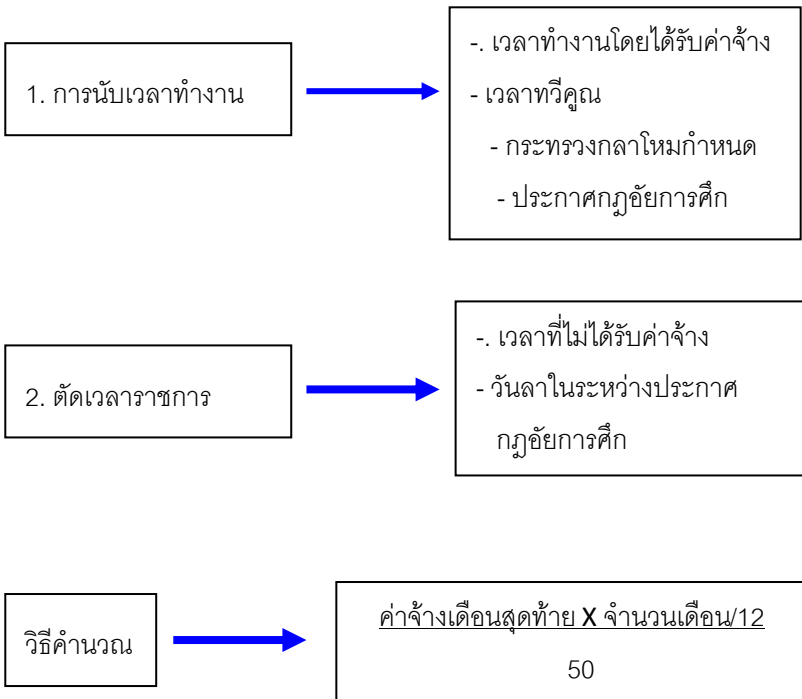 1. การนับเวลาทำงาน
-. เวลาทำงานโดยได้รับค่าจ้าง
- เวลาทวีคูณ
- กระทรวงกลาโหมกำหนด
- ประกาศกฎอัยการศึก
2. ตัดเวลาราชการ
-. เวลาที่ไม่ได้รับค่าจ้าง
- วันลาในระหว่างประกาศ
กฎอัยการศึก
วิธีคำนวณ
ค่าจ้างเดือนสุดท้าย X จำนวนเดือน/12
50